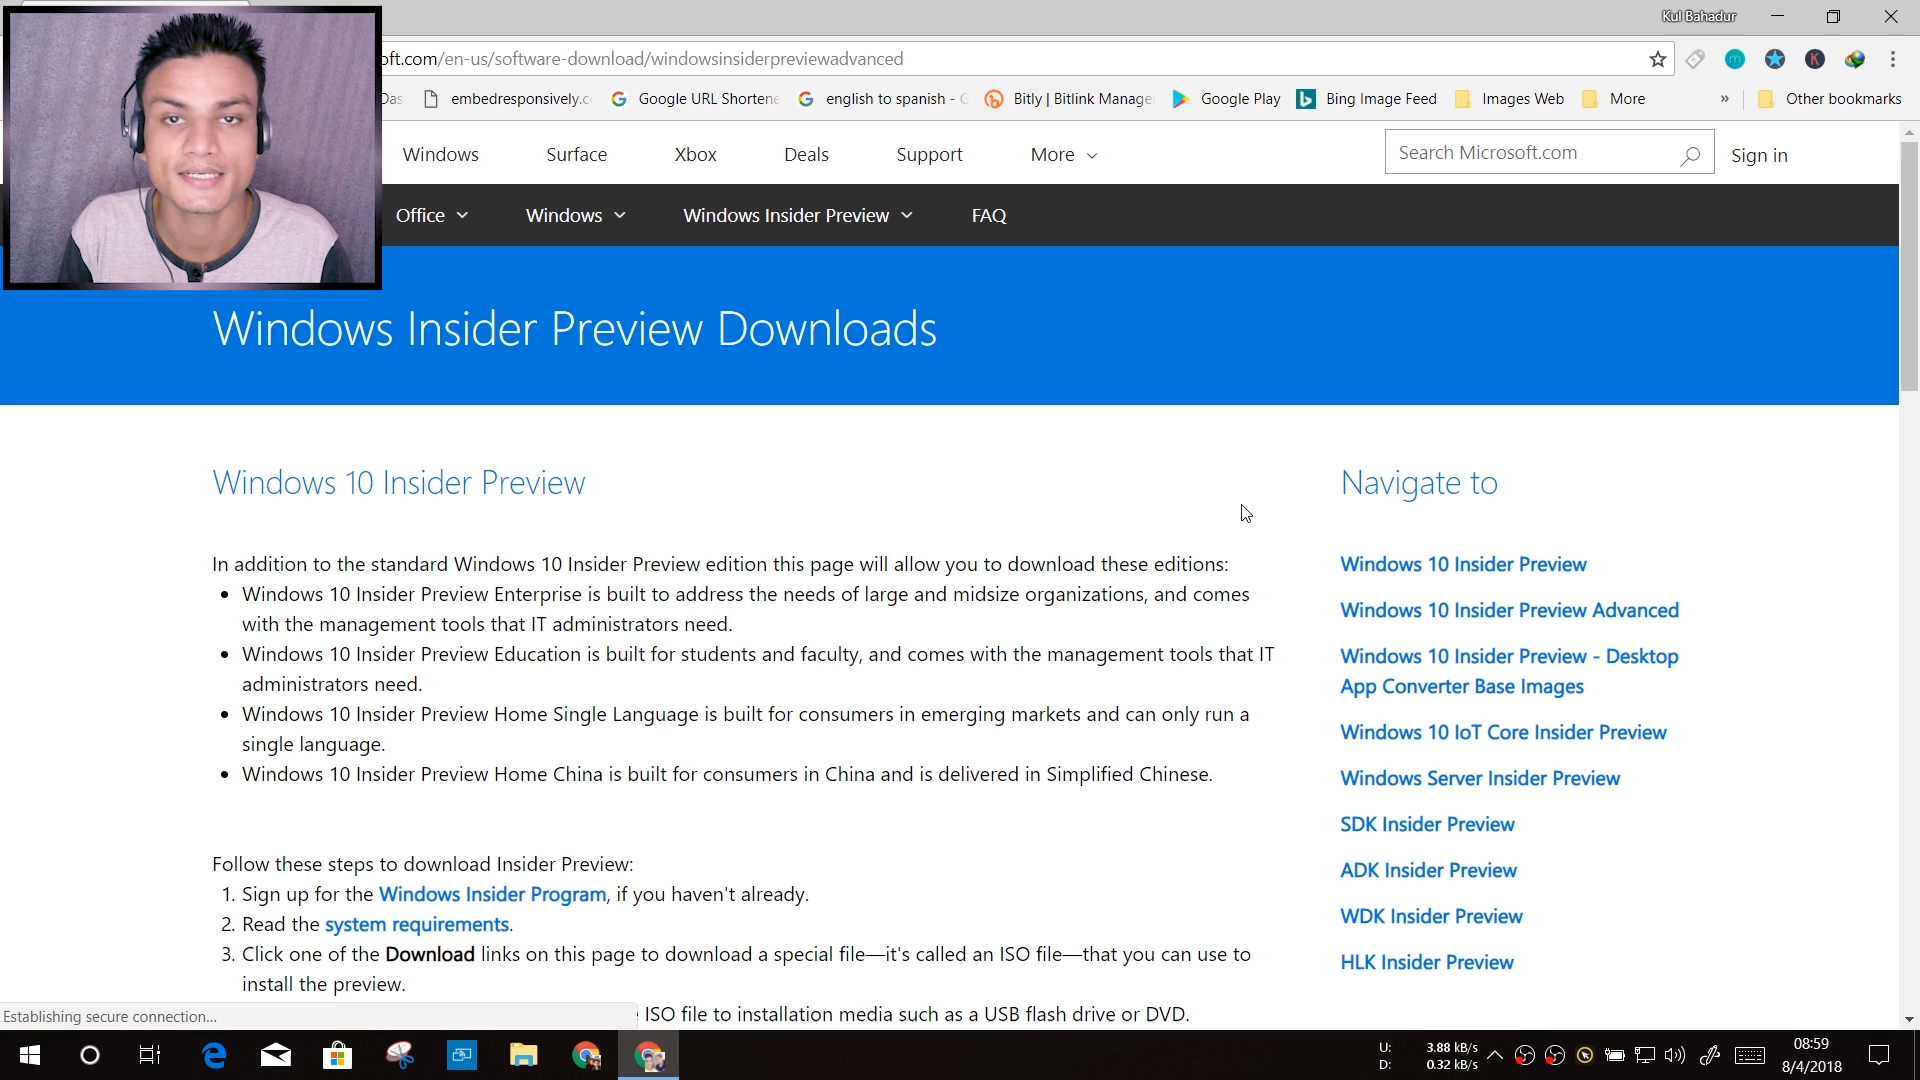 Kul Bahadur
oft.com/en-us/software-download/windowsinsiderpreviewadvanced
Das embedresponsively.c Google URL Shortene english to spanish - G Bitly | Bitlink Manage Google Play Bing Image Feed Images Web More » Other bookmarks
Windows Surface Xbox Deals Support More Search Microsoft.com Sign in
Office Windows Windows Insider Preview FAQ
Windows Insider Preview Downloads
Windows 10 Insider Preview
In addition to the standard Windows 10 Insider Preview edition this page will allow you to download these editions:
• Windows 10 Insider Preview Enterprise is built to address the needs of large and midsize organizations, and comes
with the management tools that IT administrators need.
• Windows 10 Insider Preview Education is built for students and faculty, and comes with the management tools that IT
administrators need.
• Windows 10 Insider Preview Home Single Language is built for consumers in emerging markets and can only run a
single language.
• Windows 10 Insider Preview Home China is built for consumers in China and is delivered in Simplified Chinese.
Follow these steps to download Insider Preview:
1. Sign up for the Windows Insider Program, if you haven't already.
2. Read the system requirements.
3. Click one of the Download links on this page to download a special file—it's called an ISO file—that you can use to
install the preview.
ISO file to installation media such as a USB flash drive or DVD.
Navigate to
Windows 10 Insider Preview
Windows 10 Insider Preview Advanced
Windows 10 Insider Preview - Desktop
App Converter Base Images
Windows 10 IoT Core Insider Preview
Windows Server Insider Preview
SDK Insider Preview
ADK Insider Preview
WDK Insider Preview
HLK Insider Preview
Establishing secure connection...
U: 3.88 kB/s
D: 0.32 kB/s
08:59
8/4/2018